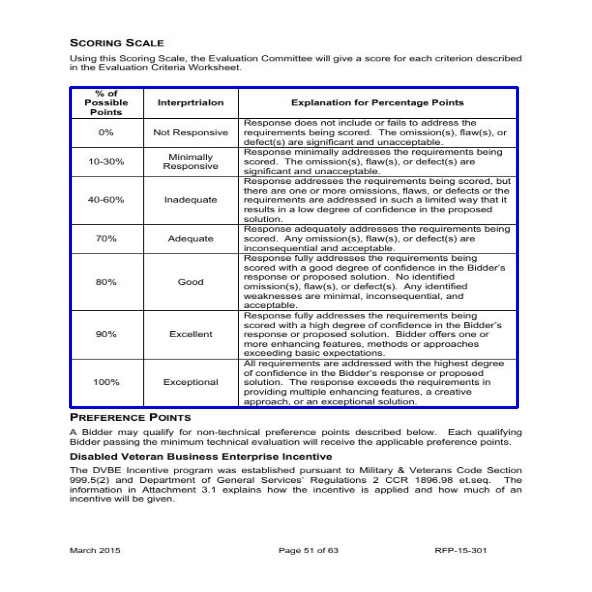 SCORING SCALE
Using this Scoring Scale, the Evaluation Committee will give a score for each criterion described
in the Evaluation Criteria Worksheet.
% of
Possible
Points
Interprtrialon
Explanation for Percentage Points
0%
Not Responsive
Response does not include or fails to address the
requirements being scored. The omission(s), flaw(s), or
defect(s) are significant and unacceptable.
10-30%
Minimally
Responsive
Response minimally addresses the requirements being
scored. The omission(s), flaw(s), or defect(s) are
significant and unacceptable.
40-60%
Inadequate
Response addresses the requirements being scored, but
there are one or more omissions, flaws, or defects or the
requirements are addressed in such a limited way that it
results in a low degree of confidence in the proposed
solution.
70%
Adequate
Response adequately addresses the requirements being
scored. Any omission(s), flaw(s), or defect(s) are
inconsequential and acceptable.
80%
Good
Response fully addresses the requirements being
scored with a good degree of confidence in the Bidder's
response or proposed solution. No identified
omission(s), flaw(s), or defect(s). Any identified
weaknesses are minimal, inconsequential, and
acceptable.
90%
Excellent
Response fully addresses the requirements being
scored with a high degree of confidence in the Bidder's
response or proposed solution. Bidder offers one or
more enhancing features, methods or approaches
exceeding basic expectations.
100%
Exceptional
All requirements are addressed with the highest degree
of confidence in the Bidder's response or proposed
solution. The response exceeds the requirements in
providing multiple enhancing features, a creative
approach, or an exceptional solution.
PREFERENCE POINTS
A Bidder may qualify for non-technical preference points described below. Each qualifying
Bidder passing the minimum technical evaluation will receive the applicable preference points.
Disabled Veteran Business Enterprise Incentive
The DVBE Incentive program was established pursuant to Military & Veterans Code Section
999.5(2) and Department of General Services' Regulations 2 CCR 1896.98 et.seq. The
information in Attachment 3.1 explains how the incentive is applied and how much of an
incentive will be given.
March 2015
Page 51 of 63
RFP-15-301